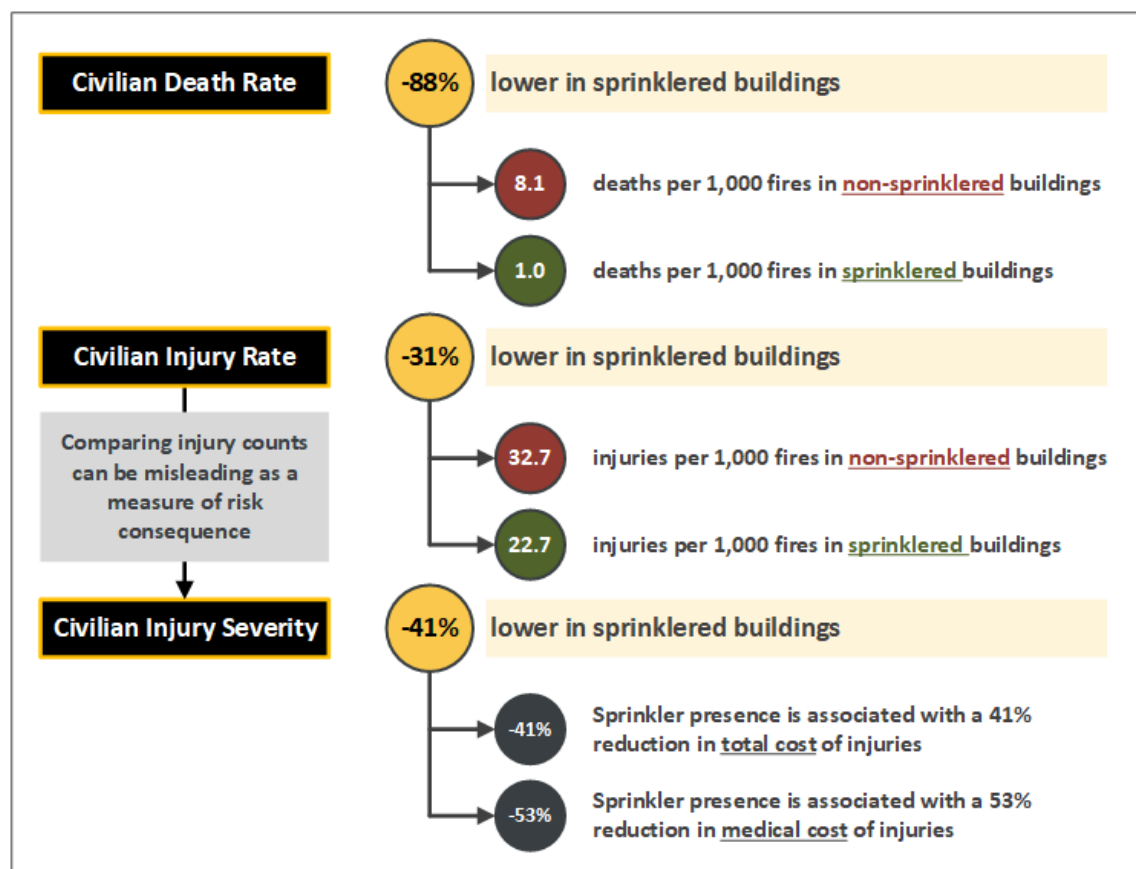 Civilian Death Rate
-88%
lower in sprinklered buildings
8.1
deaths per 1,000 fires in non-sprinklered buildings
1.0
deaths per 1,000 fires in sprinklered buildings
Civilian Injury Rate
-31%
lower in sprinklered buildings
Comparing injury counts
can be misleading as a
measure of risk
consequence
32.7
injuries per 1,000 fires in non-sprinklered buildings
22.7
injuries per 1,000 fires in sprinklered buildings
Civilian Injury Severity
-41%
lower in sprinklered buildings
-41%
Sprinkler presence is associated with a 41%
reduction in total cost of injuries
-53%
Sprinkler presence is associated with a 53%
reduction in medical cost of injuries